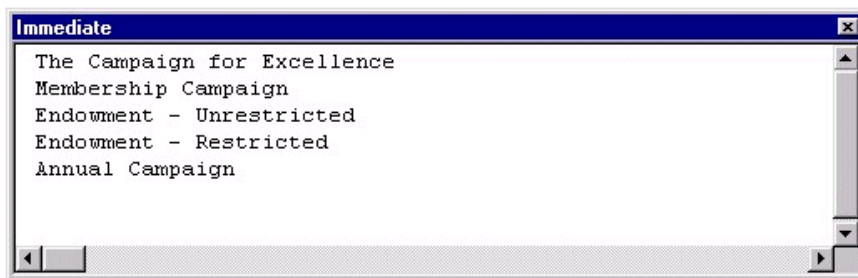 Immediate
The Campaign for Excellence
Membership Campaign
Endowment - Unrestricted
Endowment - Restricted
Annual Campaign